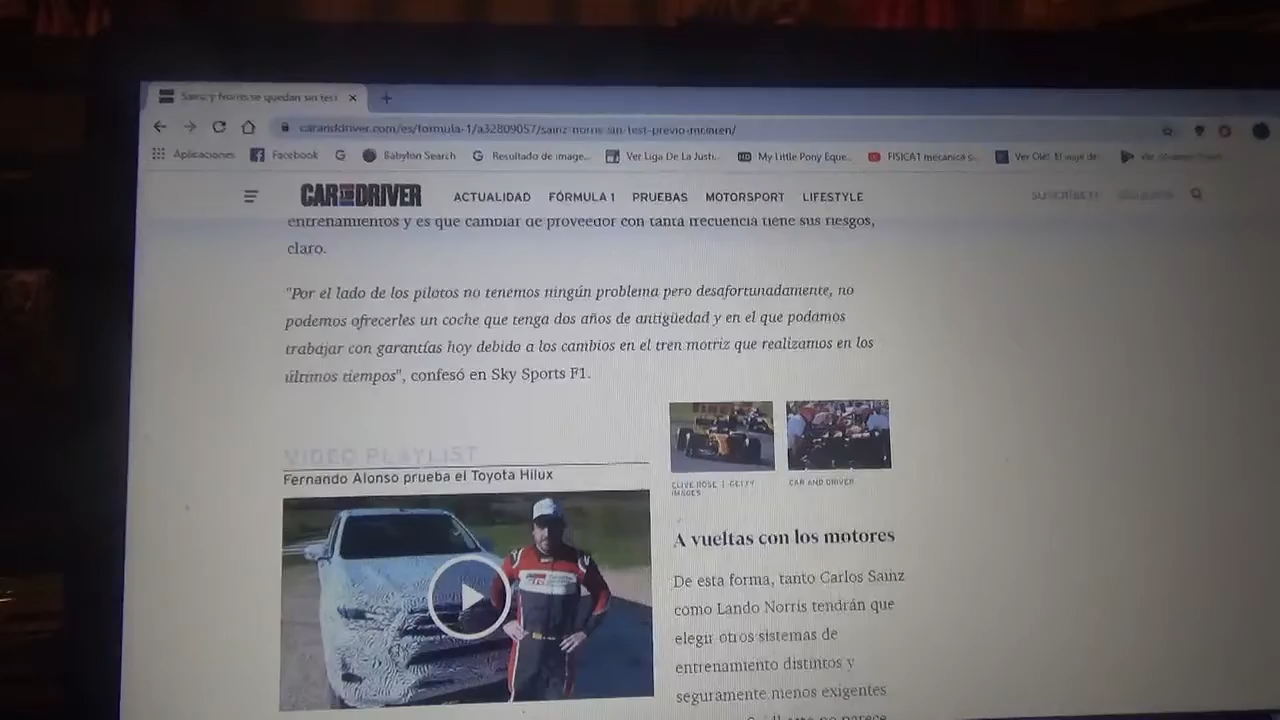 Sainz y Norris se quedan sin test
caranddriver.com/es/formula-1/a32809057/sainz-norris-sin-test-previo-mclaren/
Aplicaciones Facebook Babylon Search Resultado de image... Ver Liga De La Justi... My Little Pony Eque... FISICA1 mecanica s...
CAR AND DRIVER ACTUALIDAD FÓRMULA 1 PRUEBAS MOTORSPORT LIFESTYLE SUSCRÍBETE
entrenamientos y es que cambiar de proveedor con tanta frecuencia tiene sus riesgos,
claro.
"Por el lado de los pilotos no tenemos ningún problema pero desafortunadamente, no
podemos ofrecerles un coche que tenga dos años de antigüedad y en el que podamos
trabajar con garantías hoy debido a los cambios en el tren motriz que realizamos en los
últimos tiempos", confesó en Sky Sports F1.
VIDEO PLAYLIST
Fernando Alonso prueba el Toyota Hilux
CLIVE ROSE | GETTY
IMAGES
CAR AND DRIVER
A vueltas con los motores
De esta forma, tanto Carlos Sainz
como Lando Norris tendrán que
elegir otros sistemas de
entrenamiento distintos y
seguramente menos exigentes